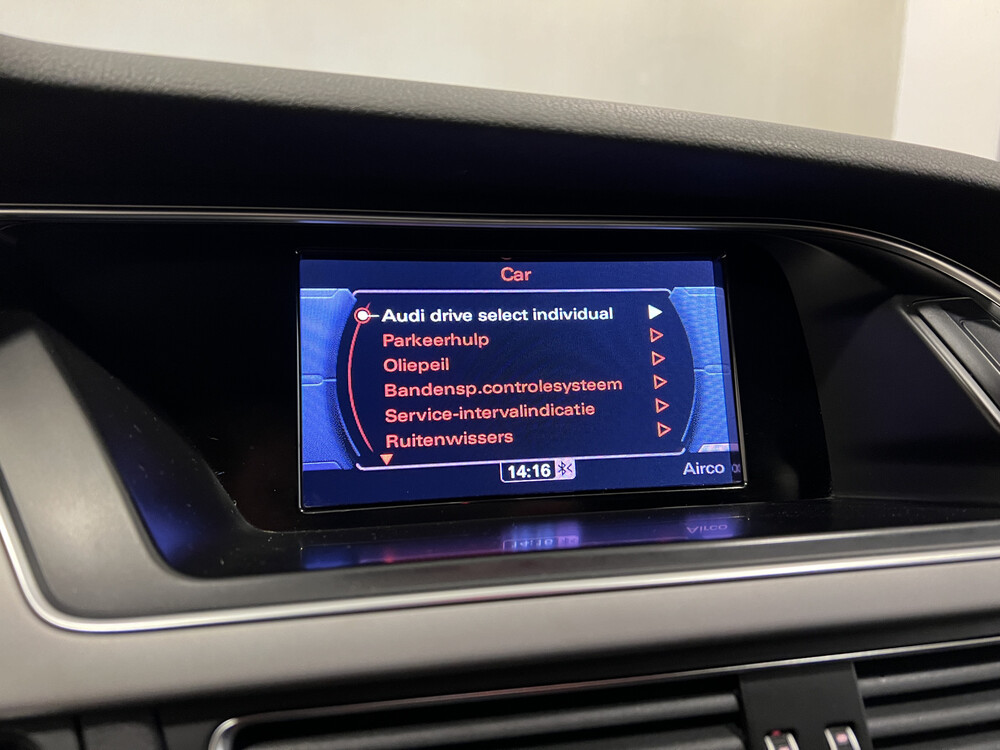 Car
Audi drive select individual
Parkeerhulp
Oliepeil
Bandensp.controlesysteem
Service-intervalindicatie
Ruitenwissers
14:16
Airco